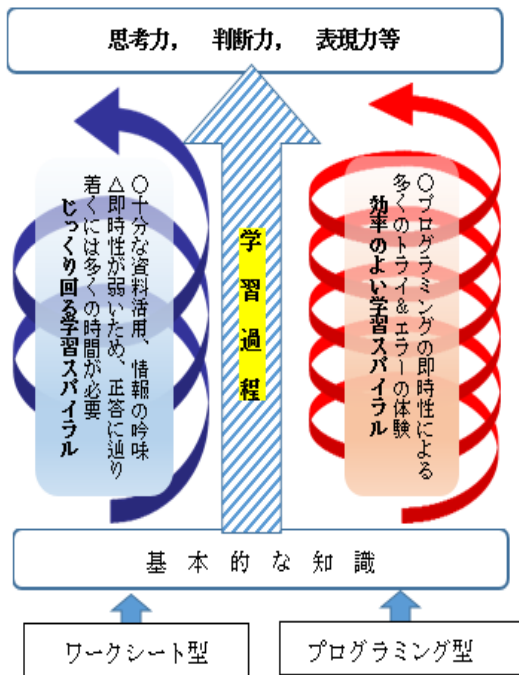 思考力，　判断力，　表現力等
○十分な資料活用、情報の吟味
△即時性が弱いため、正答に辿り
着くには多くの時間が必要
じっくり回る学習スパイラル
学習過程
○プログラミングの即時性による
多くのトライ&エラーの体験
効率のよい学習スパイラル
基本的な知識
ワークシート型
プログラミング型